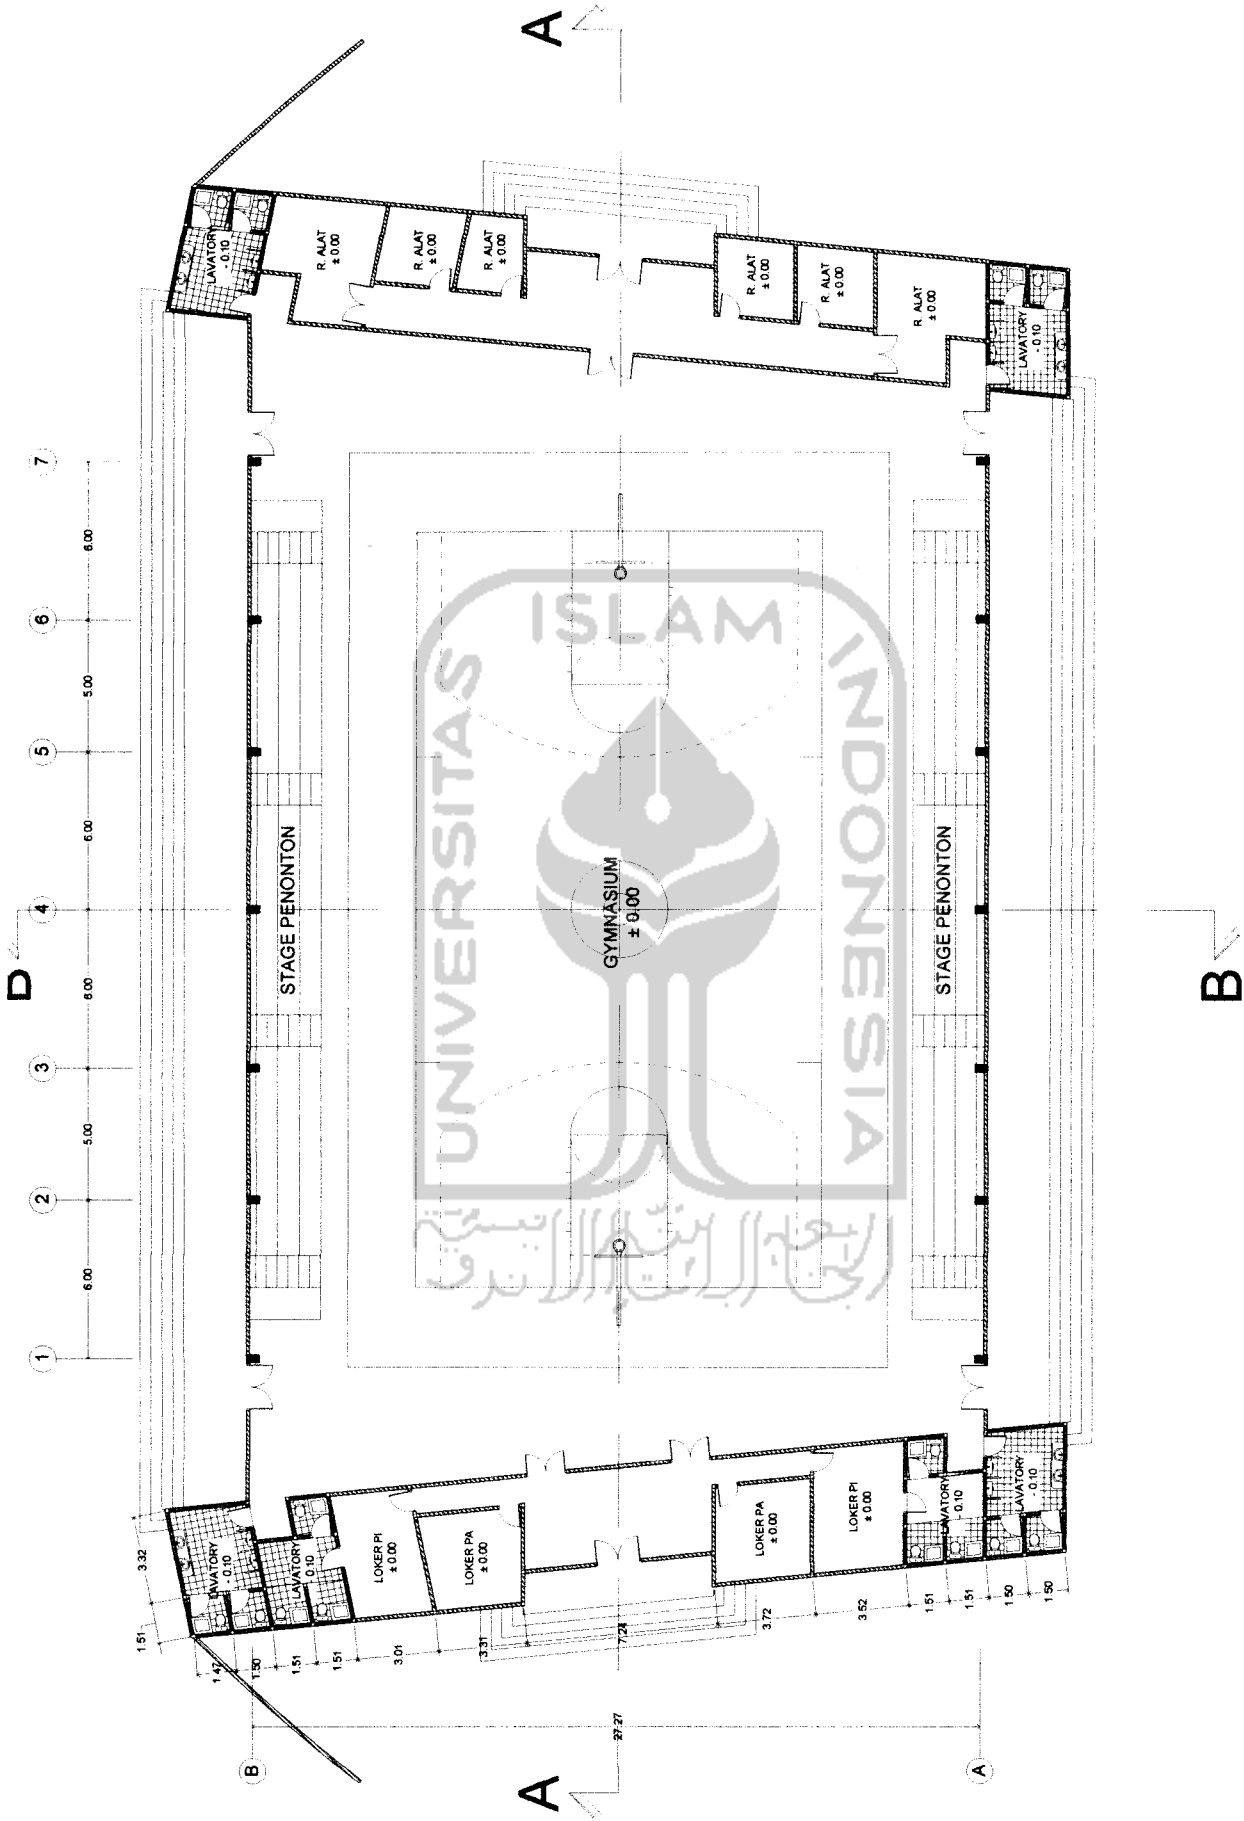 A
A
B
B
7
6
5
4
3
2
1
6.00
5.00
6.00
6.00
5.00
6.00
LAVATORY
- 0.10
R. ALAT
± 0.00
R. ALAT
± 0.00
R. ALAT
± 0.00
R. ALAT
± 0.00
R. ALAT
± 0.00
R. ALAT
± 0.00
LAVATORY
- 0.10
STAGE PENONTON
GYMNASIUM
± 0.00
STAGE PENONTON
UNIVERSITAS
ISLAM
INDONESIA
LAVATORY
- 0.10
LAVATORY
- 0.10
LOKER PI
± 0.00
LOKER PA
± 0.00
LOKER PA
± 0.00
LOKER PI
± 0.00
LAVATORY
- 0.10
LAVATORY
- 0.10
3.32
1.51
1.47
1.50
1.51
1.51
3.01
3.31
7.24
3.72
3.52
1.51
1.51
1.50
1.50
27.27
B
A